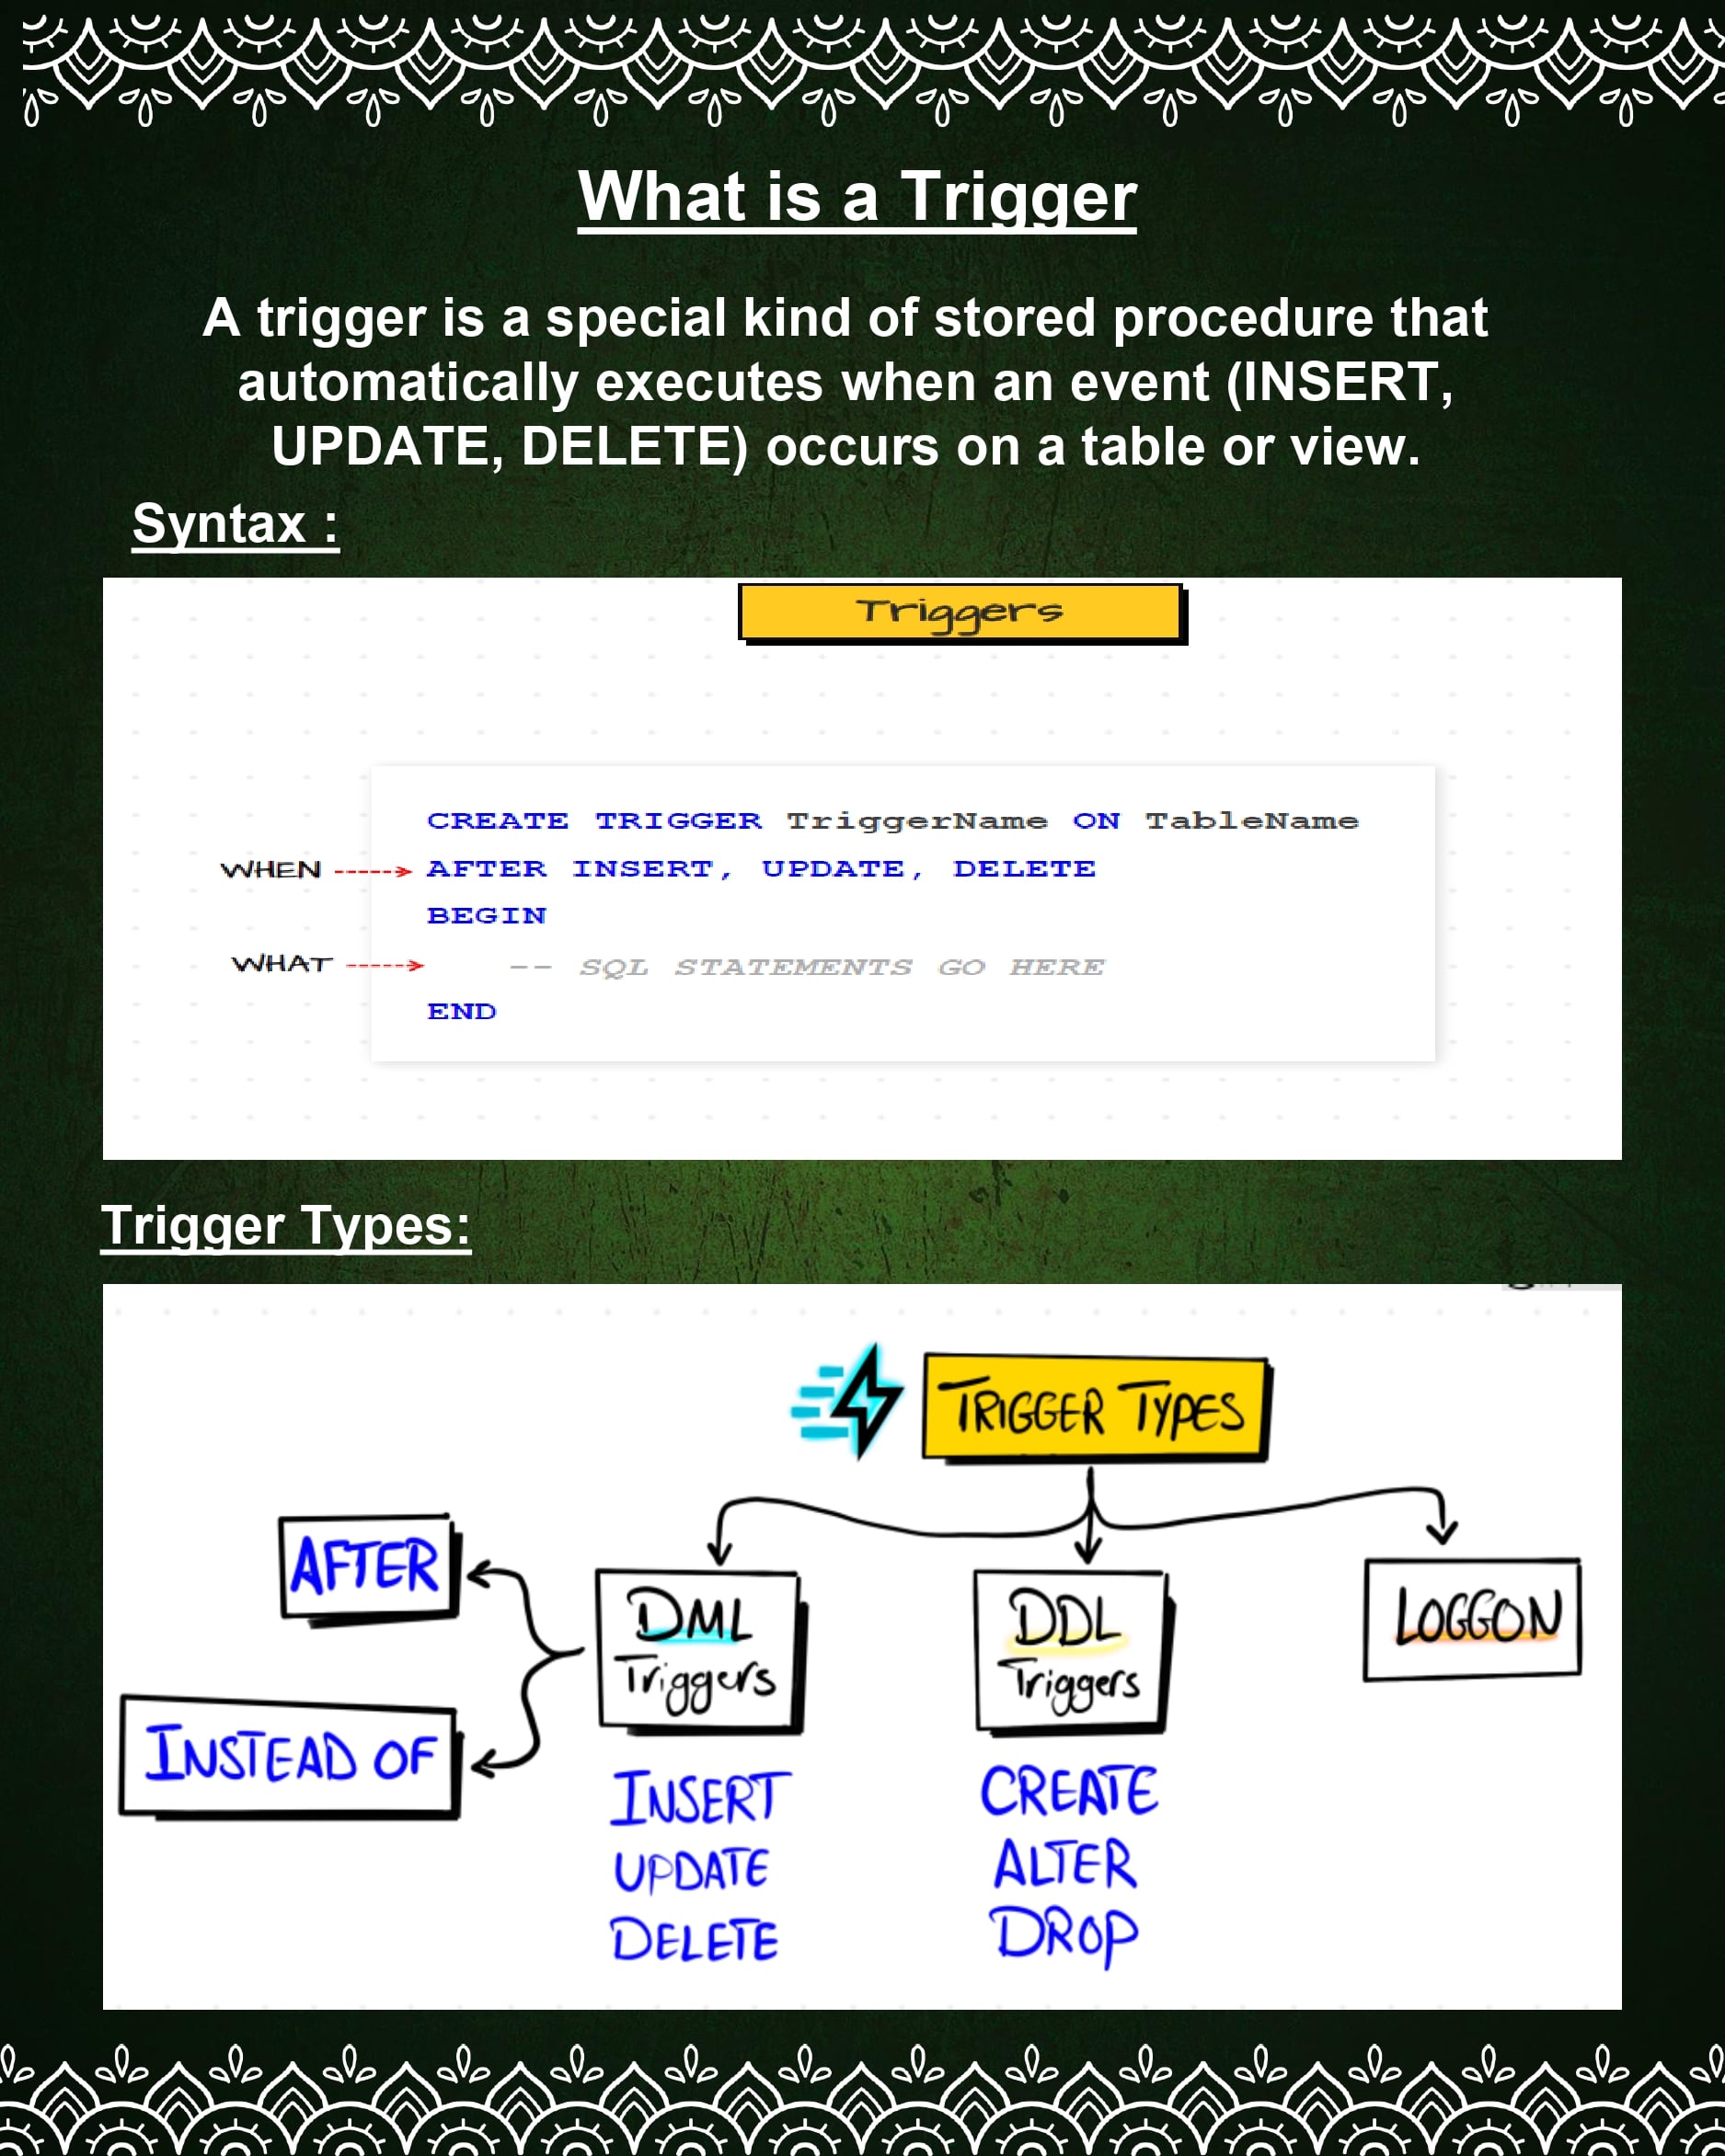 What is a Trigger
A trigger is a special kind of stored procedure that
automatically executes when an event (INSERT,
UPDATE, DELETE) occurs on a table or view.
Syntax :
Triggers
CREATE TRIGGER TriggerName ON TableName
WHEN AFTER INSERT, UPDATE, DELETE
BEGIN
WHAT -- SQL STATEMENTS GO HERE
END
Trigger Types:
TRIGGER TYPES
AFTER
INSTEAD OF
DML
Triggers
INSERT
UPDATE
DELETE
DDL
Triggers
CREATE
ALTER
DROP
LOGGON